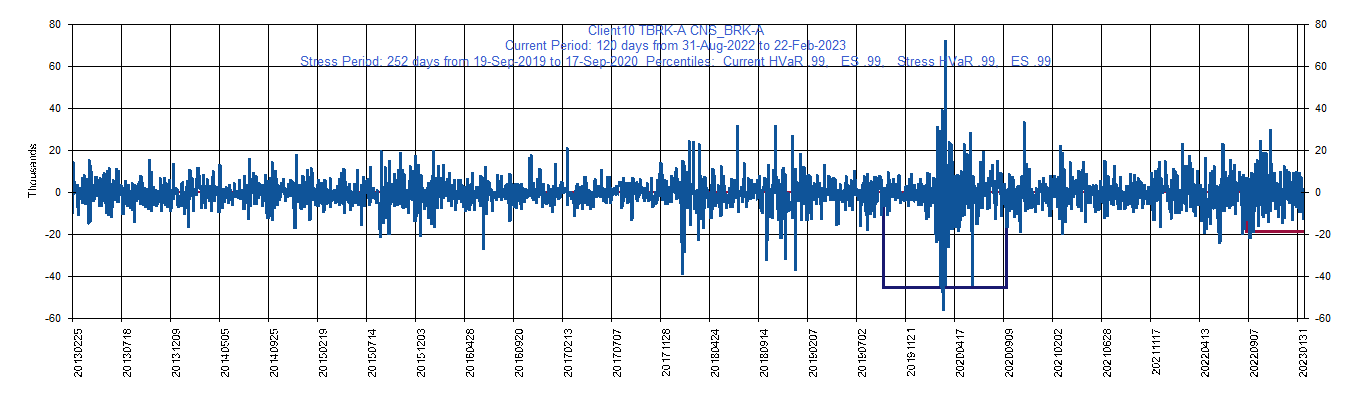 Client10 TBRK-A CNS_BRK-A
Current Period: 120 days from 31-Aug-2022 to 22-Feb-2023
Stress Period: 252 days from 19-Sep-2019 to 17-Sep-2020 Percentiles: Current HVaR .99, ES .99, Stress HVaR .99, ES .99
80 80
60 60
40 40
20 20
0 0
-20 -20
-40 -40
-60 -60
Thousands
20130225 20130718 20131209 20140505 20140925 20150219 20150714 20151203 20160428 20160920 20170213 20170707 20171128 20180424 20180914 20190207 20190702 20191121 20200417 20200909 20210202 20210628 20211117 20220413 20220907 20230131